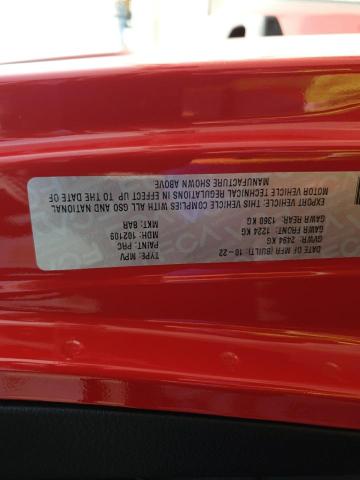 DATE OF MFR (BUILT): 10-22
GVWR: 2494 KG
GAWR FRONT: 1224 KG
GAWR REAR: 1360 KG
EXPORT VEHICLE: THIS VEHICLE COMPLIES WITH ALL GSO AND NATIONAL
MOTOR VEHICLE TECHNICAL REGULATIONS IN EFFECT UP TO THE DATE OF
MANUFACTURE SHOWN ABOVE
TYPE: MPV
PAINT: PRC
MDH: 102109
MKT: BAR